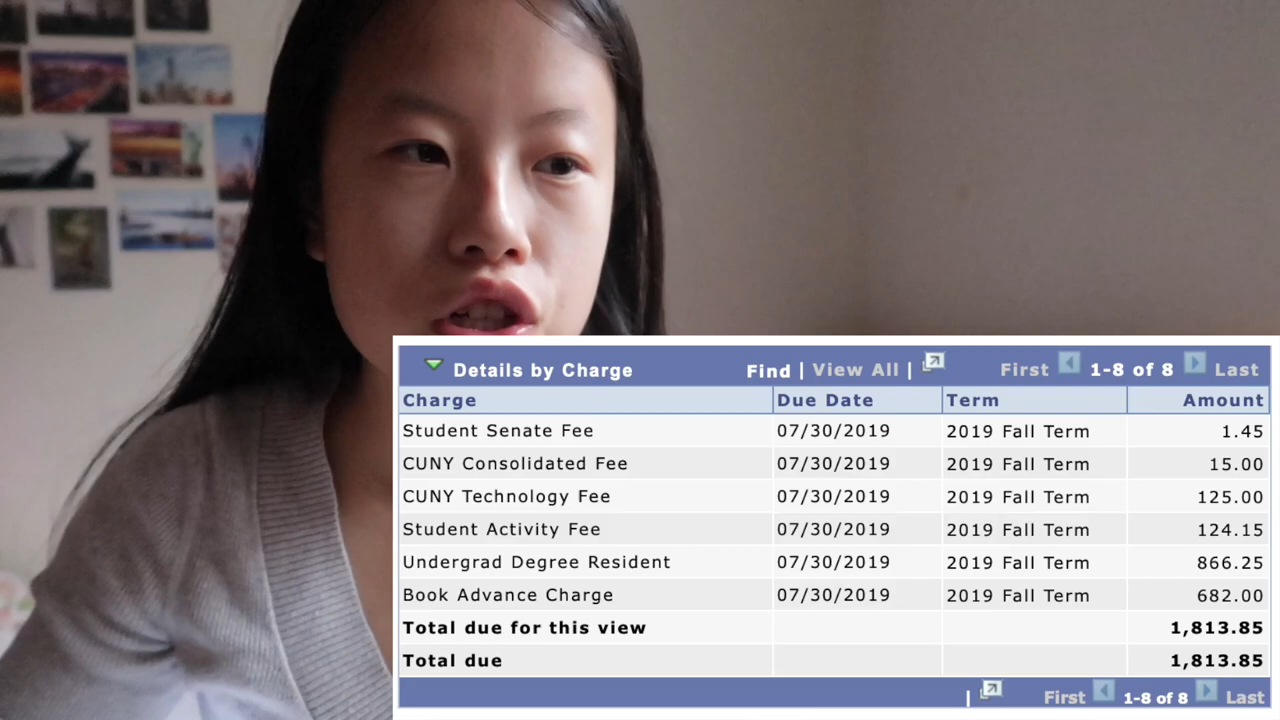 Details by Charge Find | View All | First 1-8 of 8 Last
Charge Due Date Term Amount
Student Senate Fee 07/30/2019 2019 Fall Term 1.45
CUNY Consolidated Fee 07/30/2019 2019 Fall Term 15.00
CUNY Technology Fee 07/30/2019 2019 Fall Term 125.00
Student Activity Fee 07/30/2019 2019 Fall Term 124.15
Undergrad Degree Resident 07/30/2019 2019 Fall Term 866.25
Book Advance Charge 07/30/2019 2019 Fall Term 682.00
Total due for this view 1,813.85
Total due 1,813.85
| First 1-8 of 8 Last